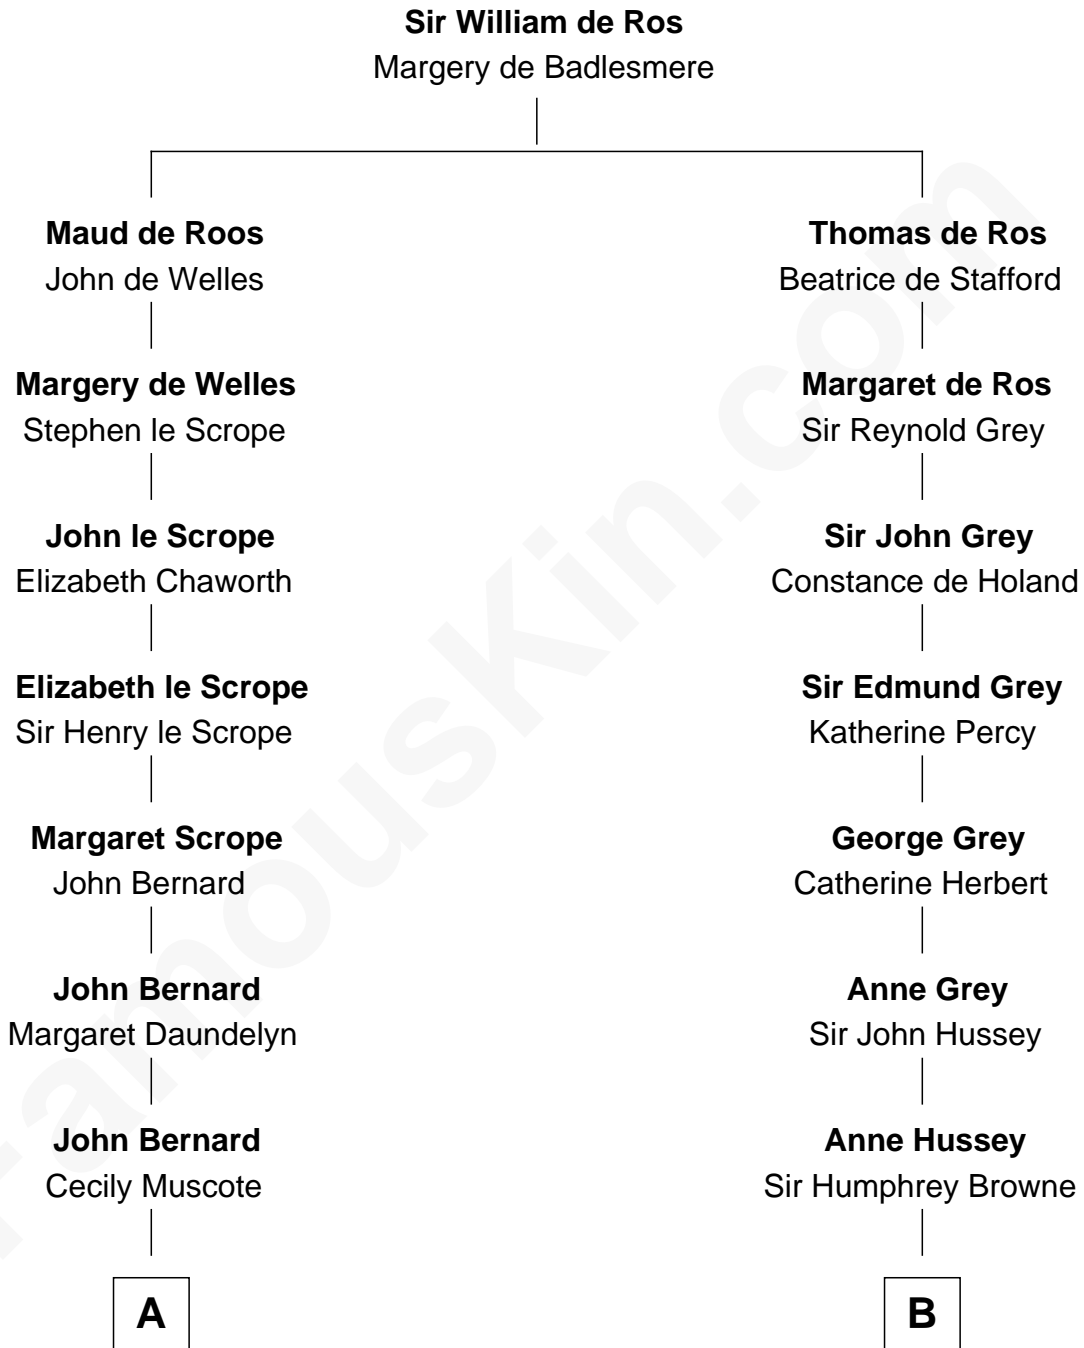 Sir William de Ros
Margery de Badlesmere
Maud de Roos
John de Welles
Thomas de Ros
Beatrice de Stafford
Margery de Welles
Stephen le Scrope
Margaret de Ros
Sir Reynold Grey
John le Scrope
Elizabeth Chaworth
Sir John Grey
Constance de Holand
Elizabeth le Scrope
Sir Henry le Scrope
Sir Edmund Grey
Katherine Percy
Margaret Scrope
John Bernard
George Grey
Catherine Herbert
John Bernard
Margaret Daundelyn
Anne Grey
Sir John Hussey
John Bernard
Cecily Muscote
Anne Hussey
Sir Humphrey Browne
A
B
FamousKin.com